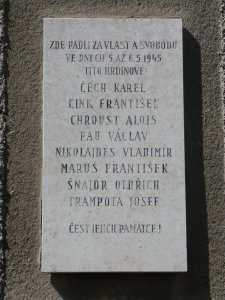 ZDE PADLI ZA VLAST A SVOBODU
VE DNECH 5. AŽ 6. 5. 1945
TITO HRDINOVÉ:
ČECH KAREL
CINK FRANTIŠEK
CHROUST ALOIS
FAU VÁCLAV
NIKOLAJDES VLADIMÍR
MARUŠ FRANTIŠEK
ŠNAJDR OLDŘICH
TRAMPOTA JOSEF
ČEST JEJICH PAMÁTCE!